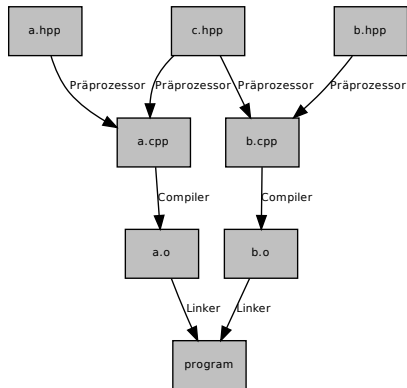 a.hpp
c.hpp
b.hpp
Präprozessor
Präprozessor
Präprozessor
Präprozessor
a.cpp
b.cpp
Compiler
Compiler
a.o
b.o
Linker
Linker
program